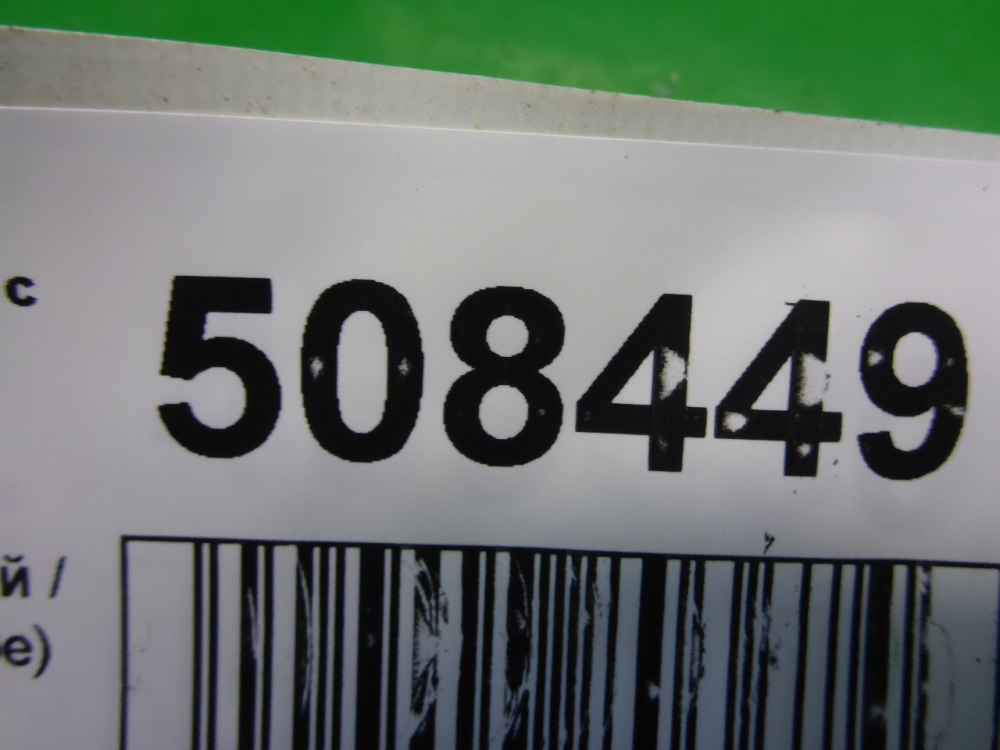 с 508449
й /
е)